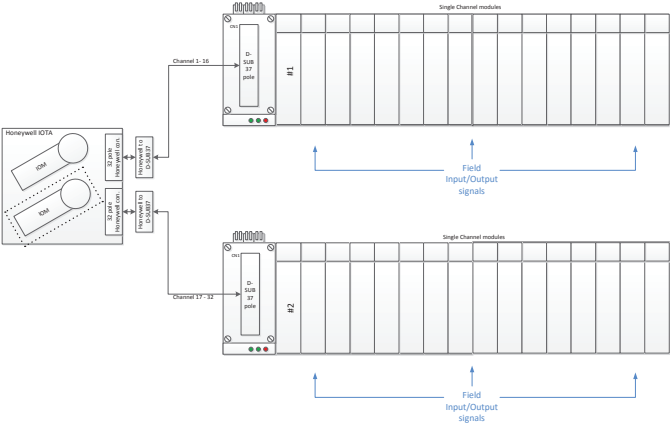 Single Channel modules
CN1
D-
SUB
37
pole
#1
Channel 1- 16
Honeywell IOTA
IOM
IOM
32 pole
Honeywell con.
Honeywell to
D-SUB37
32 pole
Honeywell con.
Honeywell to
D-SUB37
Field
Input/Output
signals
Single Channel modules
CN1
D-
SUB
37
pole
#2
Channel 17 - 32
Field
Input/Output
signals